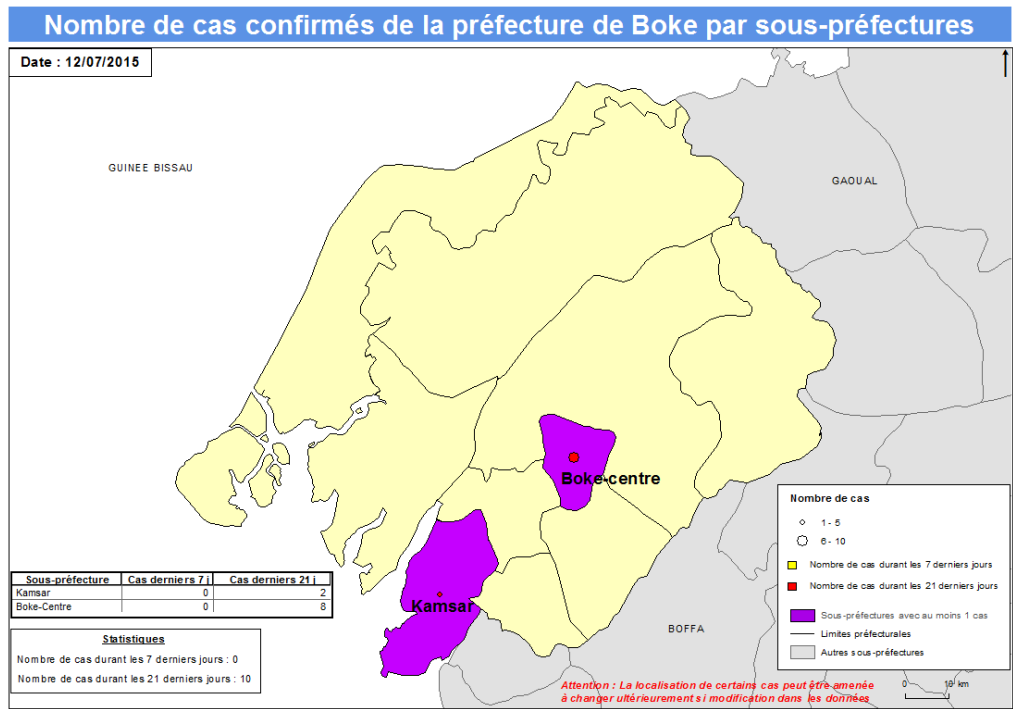 Nombre de cas confirmés de la préfecture de Boke par sous-préfectures
Date : 12/07/2015
GUINEE BISSAU
GAOUAL
Boke-centre
Kamsar
BOFFA
Nombre de cas
1 - 5
6 - 10
Nombre de cas durant les 7 derniers jours
Nombre de cas durant les 21 derniers jours
Sous-préfectures avec au moins 1 cas
Limites préfecturales
Autres sous-préfectures
Sous-préfecture Cas derniers 7 j Cas derniers 21 j
Kamsar 0 2
Boke-Centre 0 8
Statistiques
Nombre de cas durant les 7 derniers jours : 0
Nombre de cas durant les 21 derniers jours : 10
Attention : La localisation de certains cas peut être amenée
à changer ultérieurement si modification dans les données
0 10 km